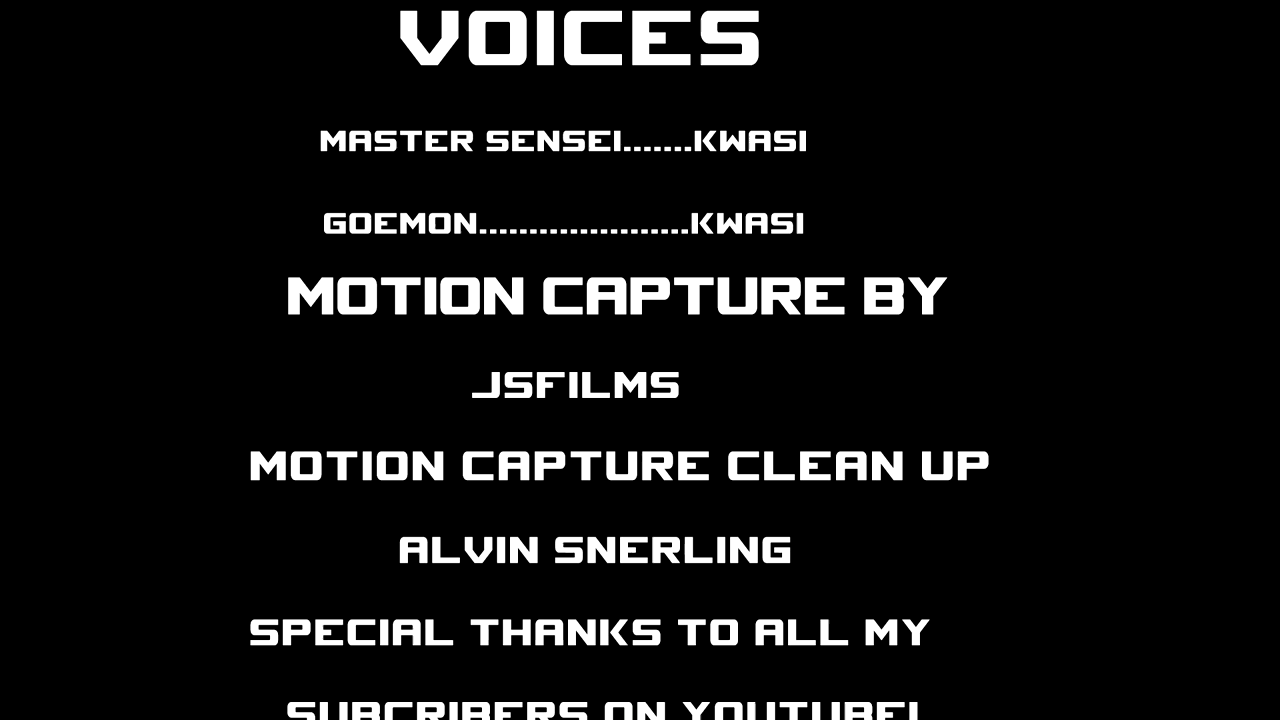 VOICES
MASTER SENSEI.......KWASI
GOEMON.....................KWASI
MOTION CAPTURE BY
JSFILMS
MOTION CAPTURE CLEAN UP
ALVIN SNERLING
SPECIAL THANKS TO ALL MY
SUBCRIBERS ON YOUTUBE!